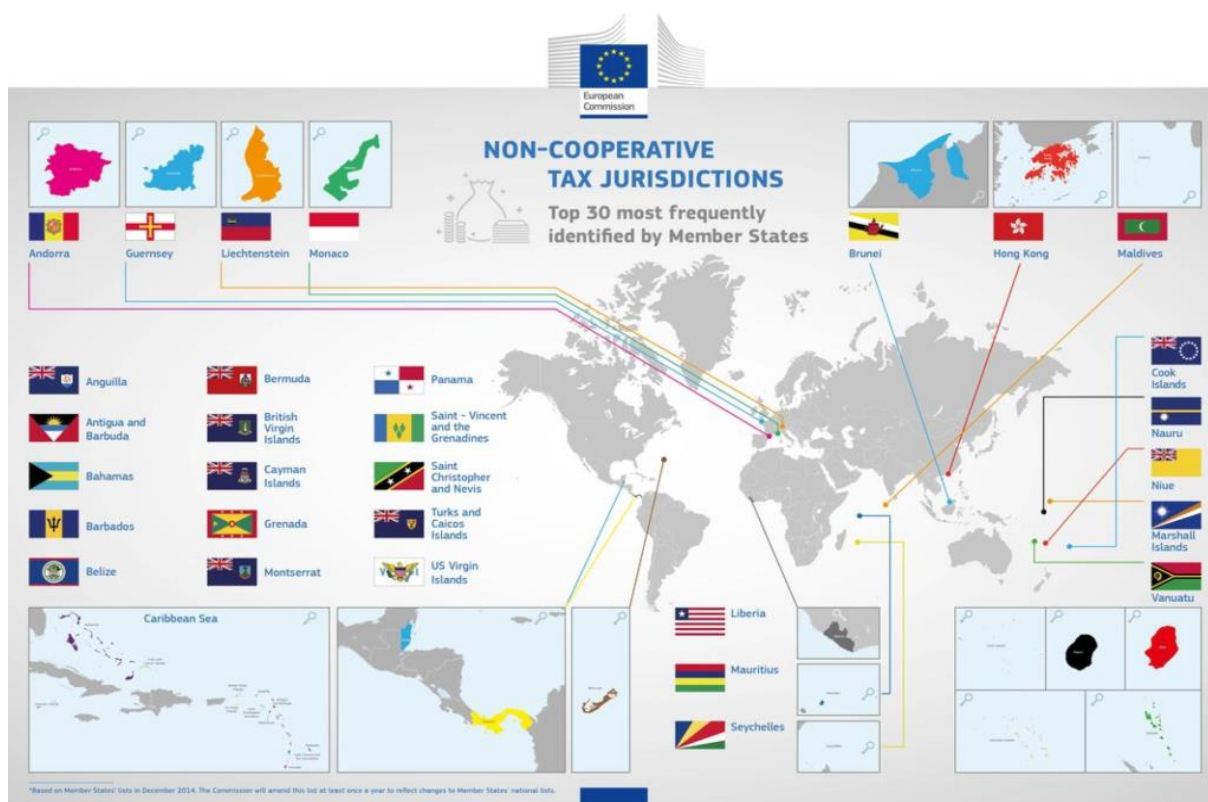 European
Commission
NON-COOPERATIVE
TAX JURISDICTIONS
Top 30 most frequently
identified by Member States
Andorra
Guernsey
Liechtenstein
Monaco
Brunei
Hong Kong
Maldives
Anguilla
Bermuda
Panama
Antigua and
Barbuda
British
Virgin
Islands
Saint - Vincent
and the
Grenadines
Bahamas
Cayman
Islands
Saint
Christopher
and Nevis
Barbados
Grenada
Turks and
Caicos
Islands
Belize
Montserrat
US Virgin
Islands
Cook
Islands
Nauru
Niue
Marshall
Islands
Vanuatu
Caribbean Sea
Liberia
Mauritius
Seychelles
*Based on Member States' lists in December 2014. The Commission will amend this list at least once a year to reflect changes to Member States' national lists.